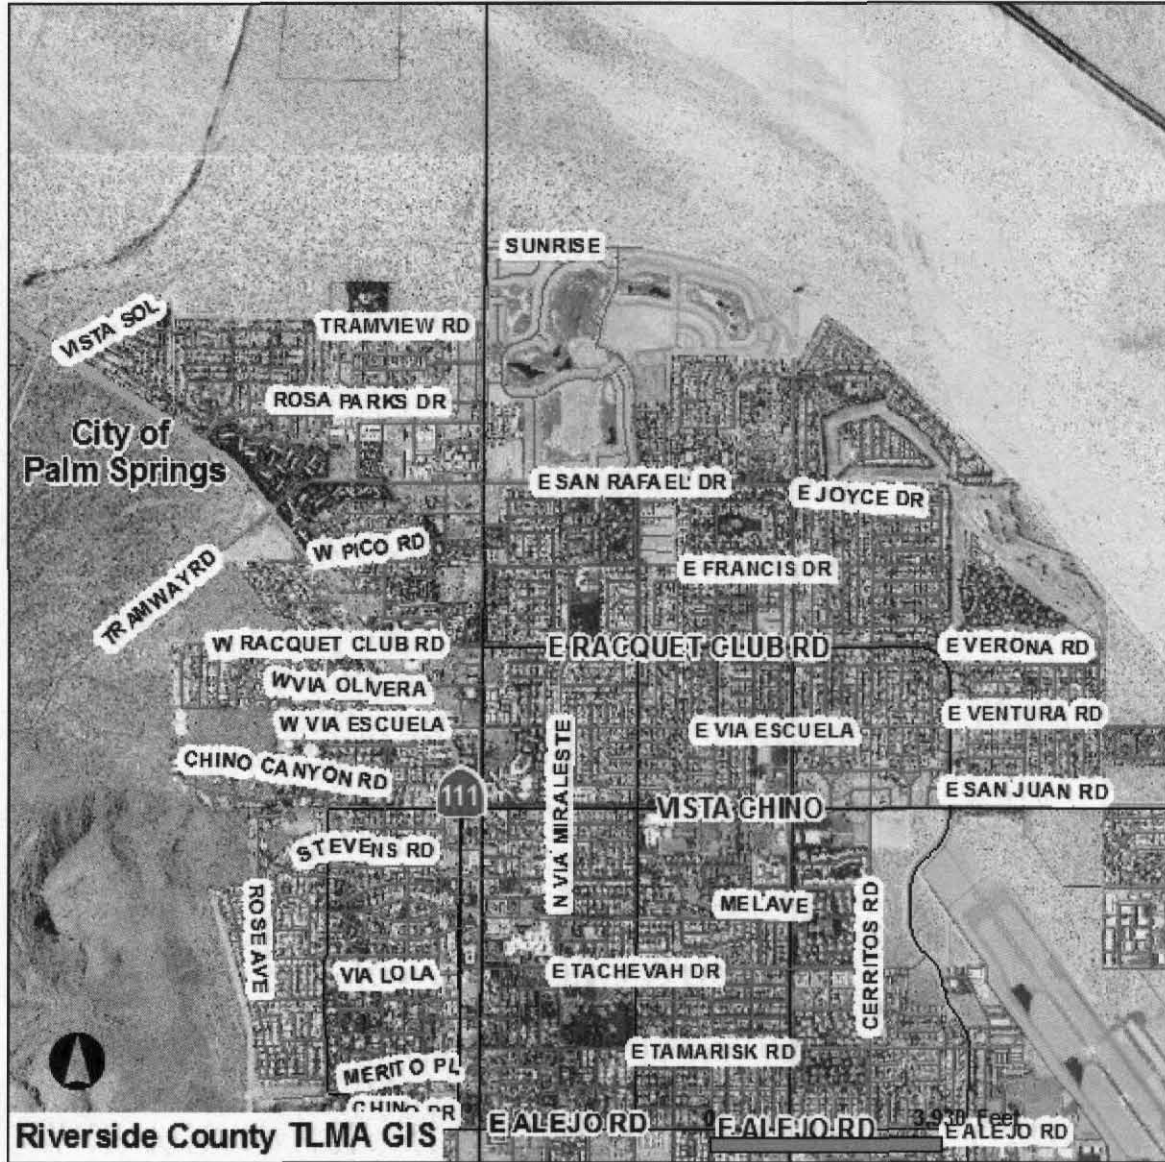 SUNRISE
VISTA SOL
TRAMVIEW RD
ROSA PARKS DR
City of
Palm Springs
E SAN RAFAEL DR
E JOYCE DR
W PICO RD
E FRANCIS DR
TRAMWAY RD
W RACQUET CLUB RD
E RACQUET CLUB RD
E VERONA RD
W VIA OLIVERA
W VIA ESCUELA
E VIA ESCUELA
E VENTURA RD
CHINO CANYON RD
111
N VIA MIRALESTE
VISTA CHINO
E SAN JUAN RD
STEVENS RD
ROSE AVE
MEL AVE
CERRITOS RD
VIA LOLA
E TACHEVAH DR
E TAMARISK RD
MERITO PL
CHINO DR
0 3,930 Feet
Riverside County TLMA GIS
E ALEJO RD
E ALEJO RD
E ALEJO RD